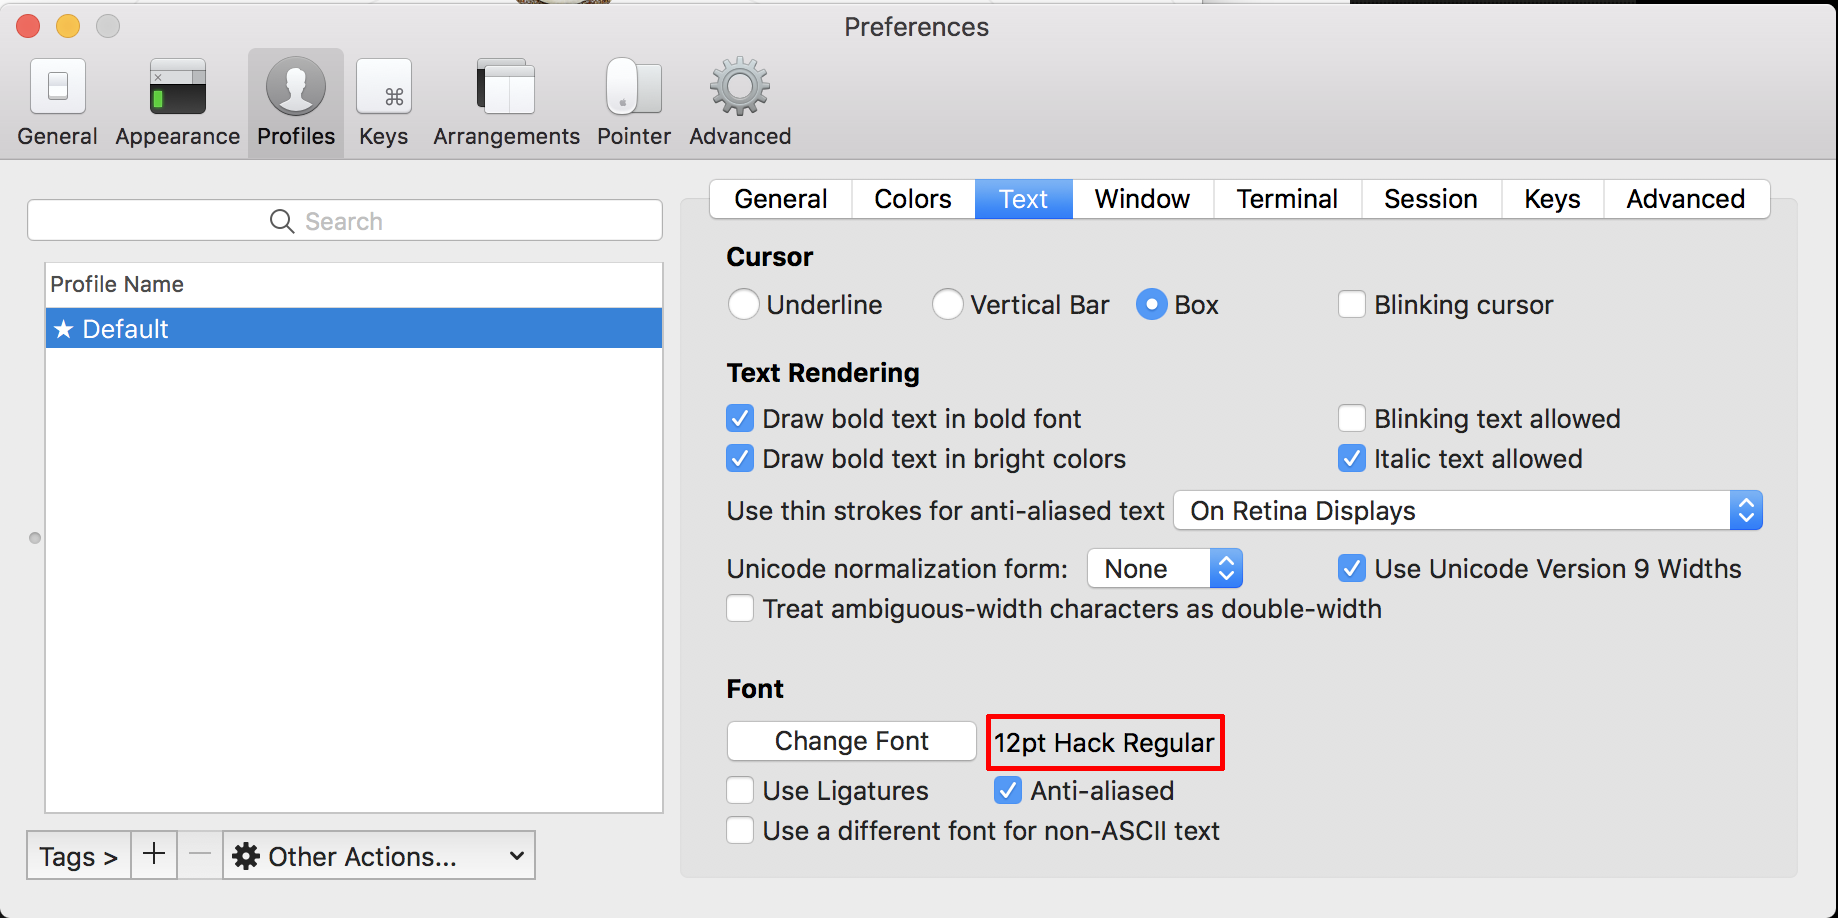 Preferences
General Appearance Profiles Keys Arrangements Pointer Advanced
Search
Profile Name
★ Default
Tags > + − Other Actions...
General Colors Text Window Terminal Session Keys Advanced
Cursor
Underline Vertical Bar Box Blinking cursor
Text Rendering
Draw bold text in bold font Blinking text allowed
Draw bold text in bright colors Italic text allowed
Use thin strokes for anti-aliased text On Retina Displays
Unicode normalization form: None Use Unicode Version 9 Widths
Treat ambiguous-width characters as double-width
Font
Change Font 12pt Hack Regular
Use Ligatures Anti-aliased
Use a different font for non-ASCII text